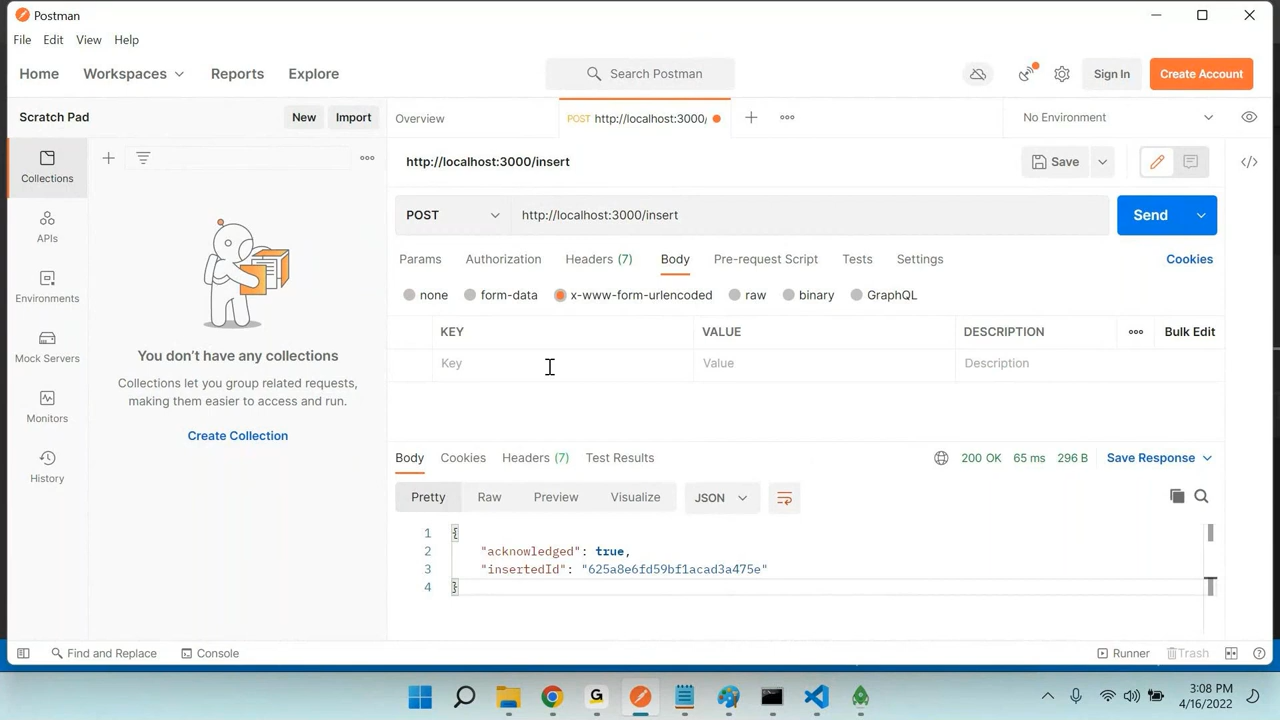 Postman
File Edit View Help
Home Workspaces Reports Explore Search Postman Sign In Create Account
Scratch Pad New Import Overview POST http://localhost:3000/ No Environment
http://localhost:3000/insert Save
Collections
POST http://localhost:3000/insert Send
APIs
Params Authorization Headers (7) Body Pre-request Script Tests Settings Cookies
Environments
none form-data x-www-form-urlencoded raw binary GraphQL
KEY VALUE DESCRIPTION Bulk Edit
Mock Servers
Key Value Description
You don't have any collections
Collections let you group related requests,
making them easier to access and run.
Monitors
Create Collection
Body Cookies Headers (7) Test Results 200 OK 65 ms 296 B Save Response
History
Pretty Raw Preview Visualize JSON
1 {
2 "acknowledged": true,
3 "insertedId": "625a8e6fd59bf1acad3a475e"
4 }
Find and Replace Console Runner Trash
G
3:08 PM
4/16/2022